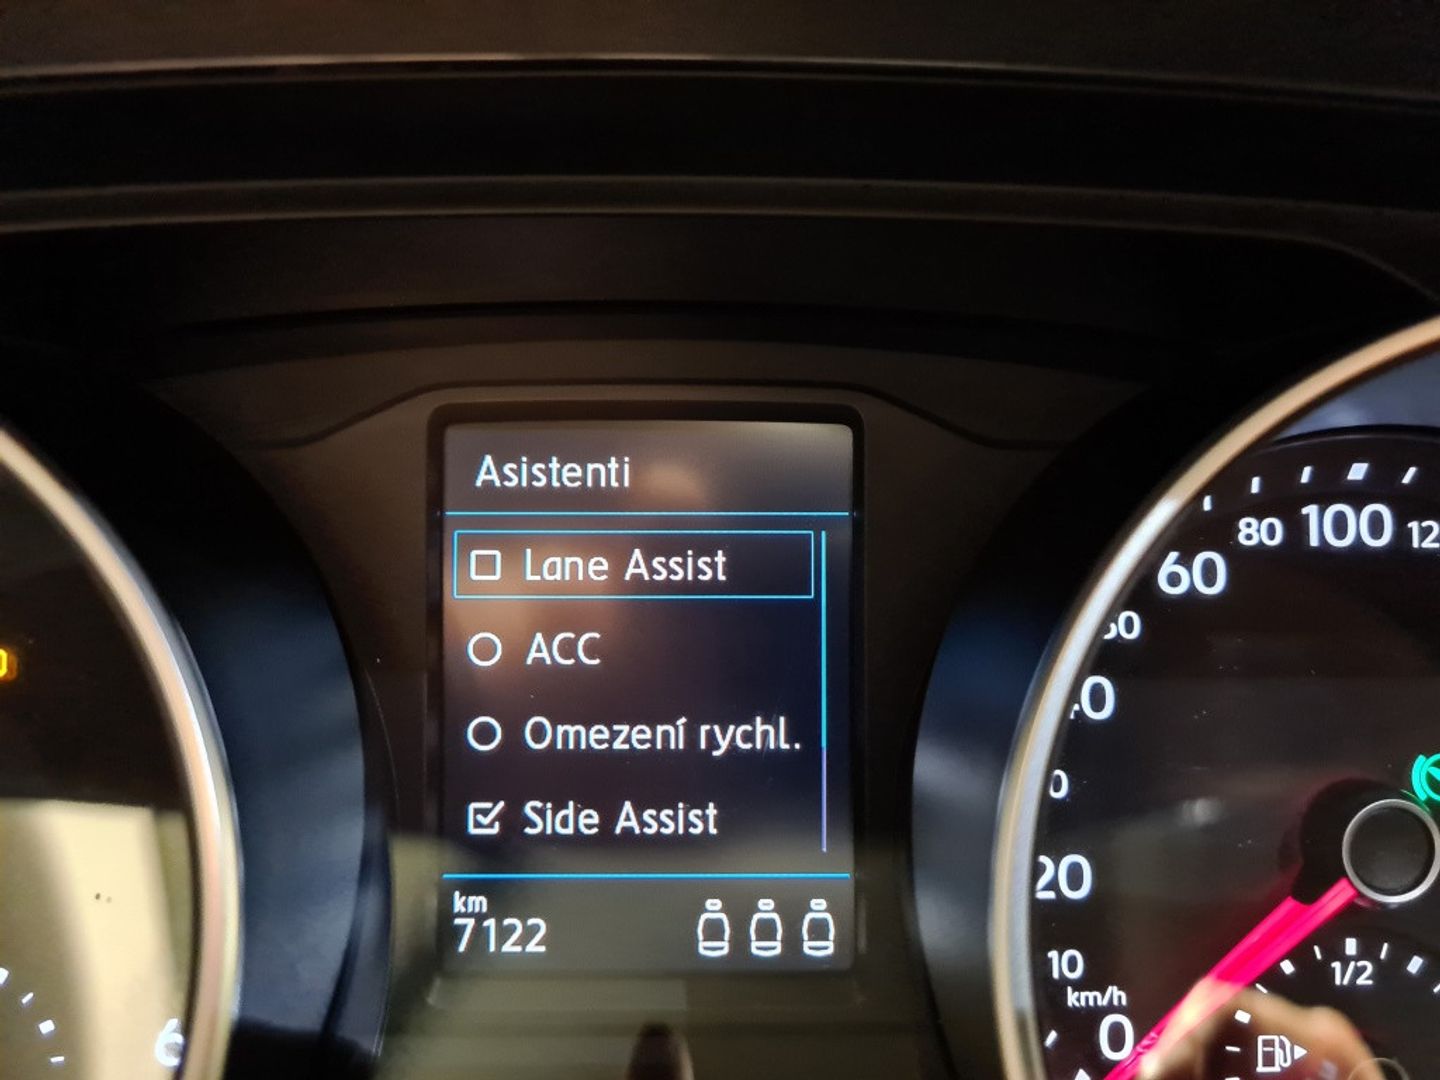 Asistenti
Lane Assist
ACC
Omezení rychl.
Side Assist
km
7122
80
100
60
20
10
km/h
0
1/2
6